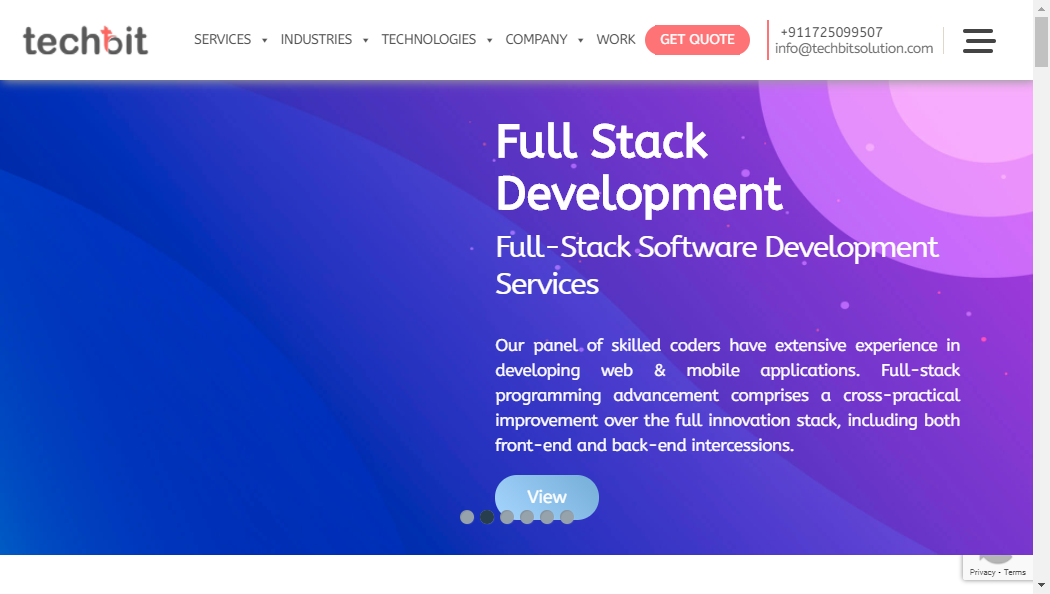 techbit
SERVICES INDUSTRIES TECHNOLOGIES COMPANY WORK GET QUOTE
+911725099507
info@techbitsolution.com
Full Stack
Development
Full-Stack Software Development
Services
Our panel of skilled coders have extensive experience in
developing web & mobile applications. Full-stack
programming advancement comprises a cross-practical
improvement over the full innovation stack, including both
front-end and back-end intercessions.
View
Privacy - Terms